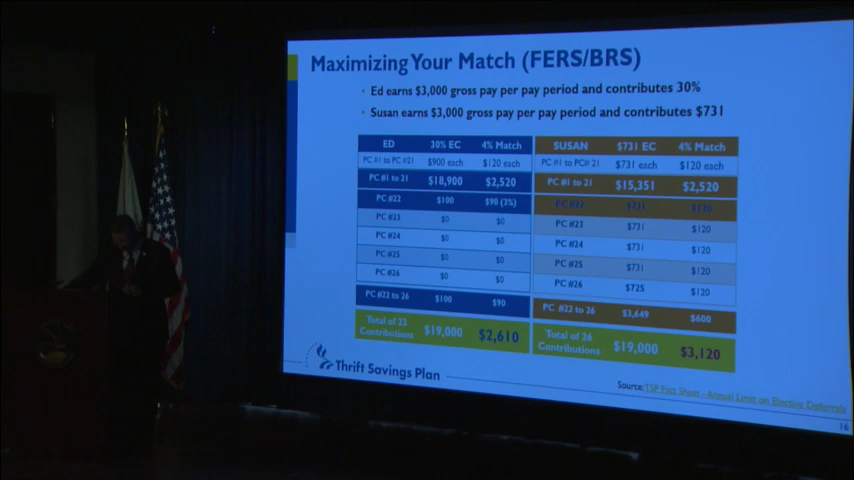 Maximizing Your Match (FERS/BRS)
• Ed earns $3,000 gross pay per pay period and contributes 30%
• Susan earns $3,000 gross pay per pay period and contributes $731
ED 30% EC 4% Match
PC #1 to PC #21 $900 each $120 each
PC #1 to 21 $18,900 $2,520
PC #22 $100 $90 (3%)
PC #23 $0 $0
PC #24 $0 $0
PC #25 $0 $0
PC #26 $0 $0
PC #22 to 26 $100 $90
Total of 22 Contributions $19,000 $2,610
SUSAN $731 EC 4% Match
PC #1 to PC# 21 $731 each $120 each
PC #1 to 21 $15,351 $2,520
PC #22 $731 $120
PC #23 $731 $120
PC #24 $731 $120
PC #25 $731 $120
PC #26 $725 $120
PC #22 to 26 $3,649 $600
Total of 26 Contributions $19,000 $3,120
Thrift Savings Plan
Source:TSP Fact Sheet - Annual Limit on Elective Deferrals
16